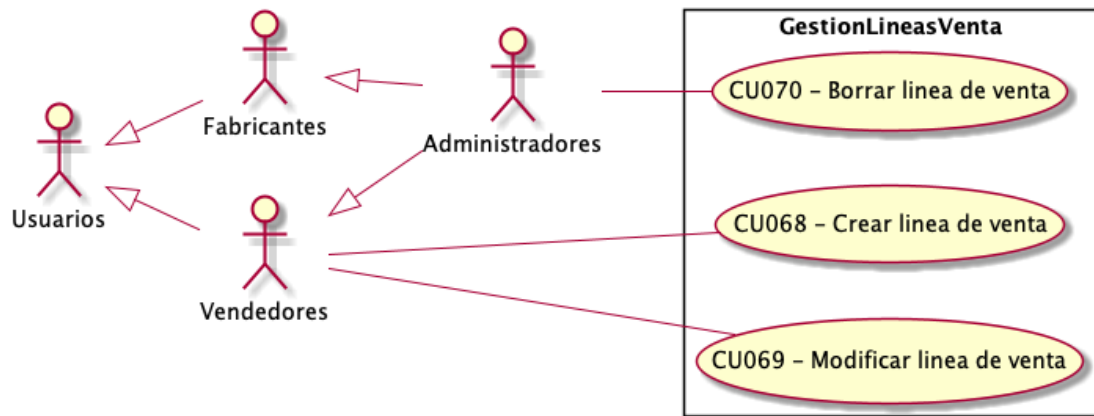 GestionLineasVenta
CU070 – Borrar linea de venta
Fabricantes
Administradores
Usuarios
CU068 – Crear linea de venta
Vendedores
CU069 – Modificar linea de venta